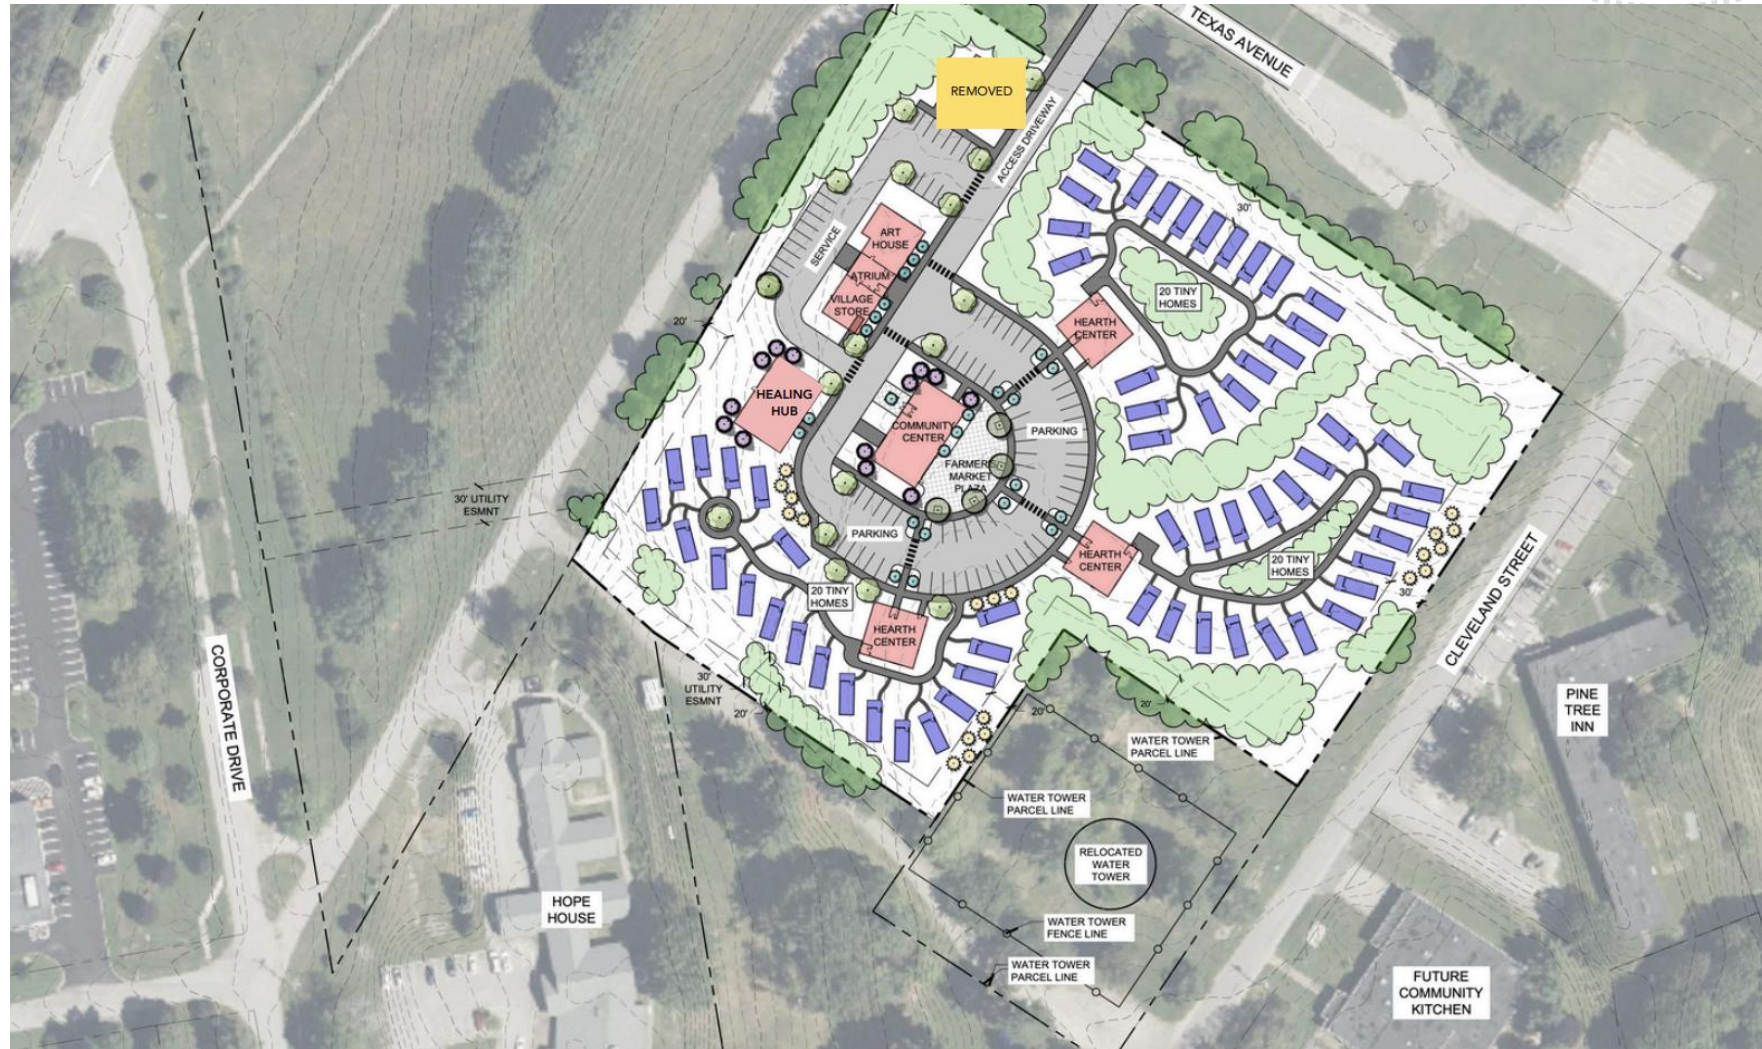 TEXAS AVENUE
REMOVED
ACCESS DRIVEWAY
30'
ART
HOUSE
SERVICE
ATRIUM
VILLAGE
STORE
20 TINY
HOMES
20'
HEARTH
CENTER
HEALING
HUB
COMMUNITY
CENTER
PARKING
FARMERS
MARKET
PLAZA
30' UTILITY
ESMNT
PARKING
HEARTH
CENTER
20 TINY
HOMES
30'
20 TINY
HOMES
HEARTH
CENTER
CLEVELAND STREET
CORPORATE DRIVE
30'
UTILITY
ESMNT
20'
20'
20'
PINE
TREE
INN
WATER TOWER
PARCEL LINE
WATER TOWER
PARCEL LINE
RELOCATED
WATER
TOWER
HOPE
HOUSE
WATER TOWER
FENCE LINE
WATER TOWER
PARCEL LINE
FUTURE
COMMUNITY
KITCHEN